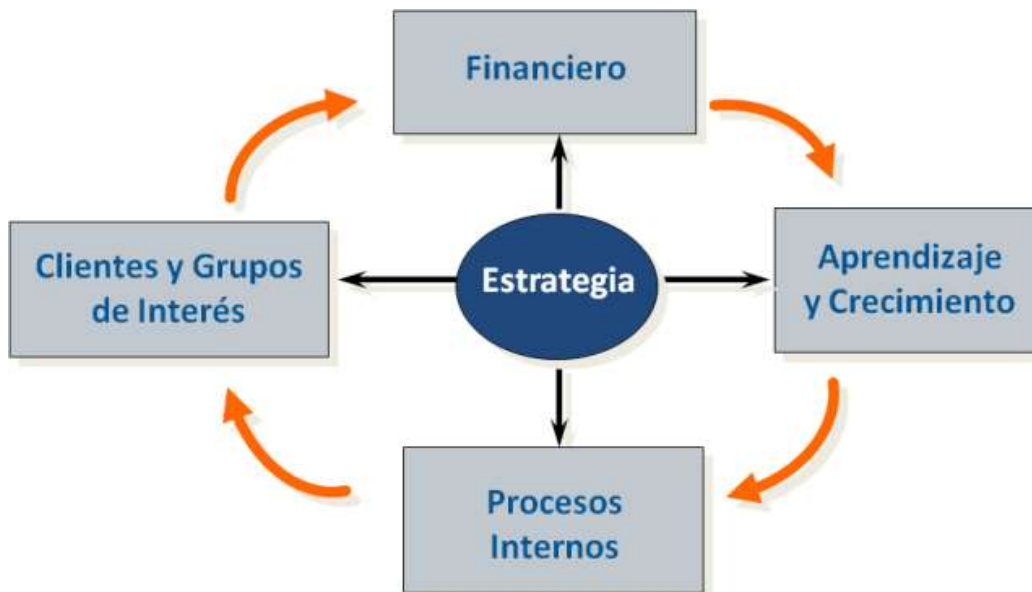 Financiero
Clientes y Grupos
de Interés
Estrategia
Aprendizaje
y Crecimiento
Procesos
Internos